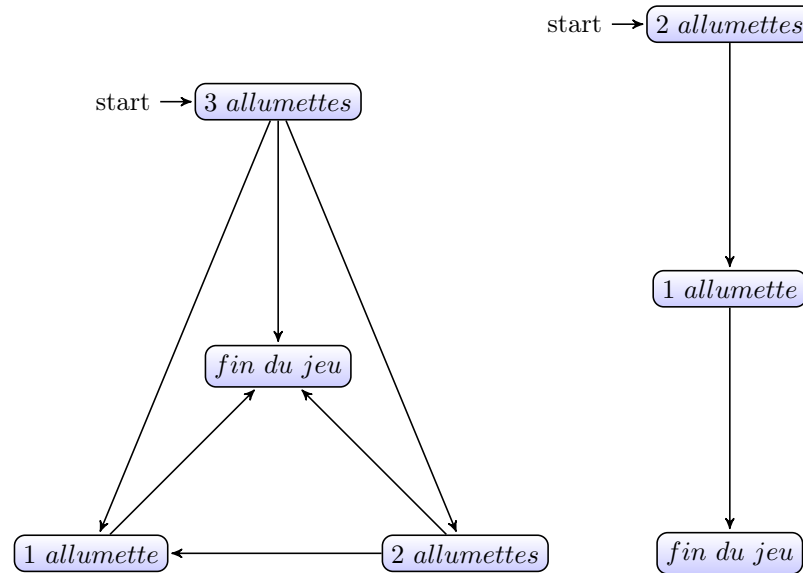 start
3 allumettes
fin du jeu
1 allumette
2 allumettes
start
2 allumettes
1 allumette
fin du jeu